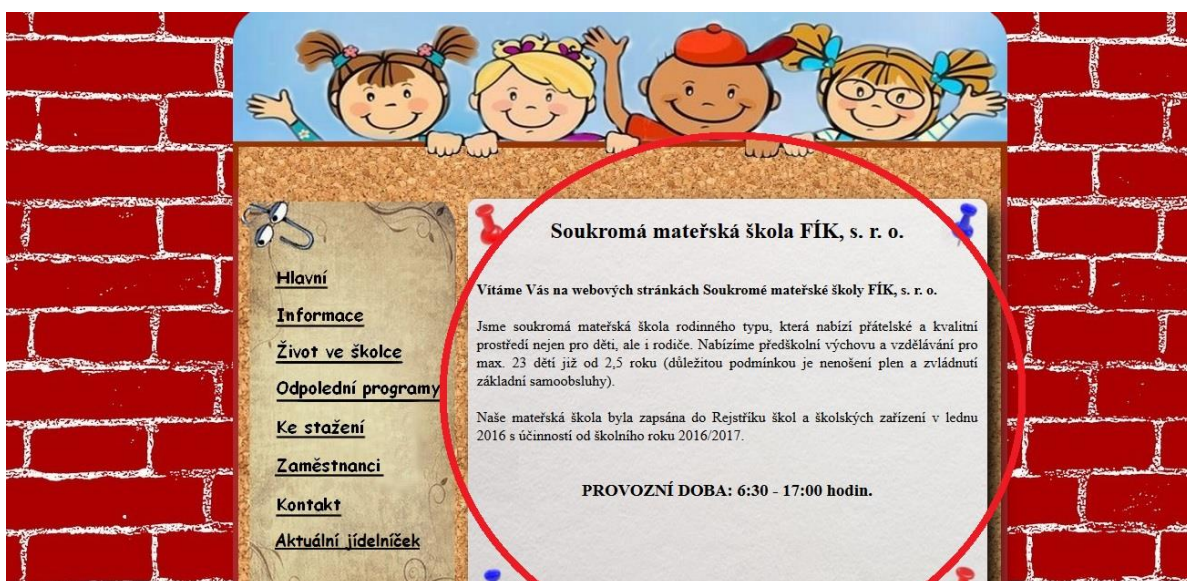 Hlavní
Informace
Život ve školce
Odpolední programy
Ke stažení
Zaměstnanci
Kontakt
Aktuální jídelníček
Soukromá mateřská škola FÍK, s. r. o.
Vítáme Vás na webových stránkách Soukromé mateřské školy FÍK, s. r. o.
Jsme soukromá mateřská škola rodinného typu, která nabízí přátelské a kvalitní
prostředí nejen pro děti, ale i rodiče. Nabízíme předškolní výchovu a vzdělávání pro
max. 23 dětí již od 2,5 roku (důležitou podmínkou je nenošení plen a zvládnutí
základní samoobsluhy).
Naše mateřská škola byla zapsána do Rejstříku škol a školských zařízení v lednu
2016 s účinností od školního roku 2016/2017.
PROVOZNÍ DOBA: 6:30 - 17:00 hodin.